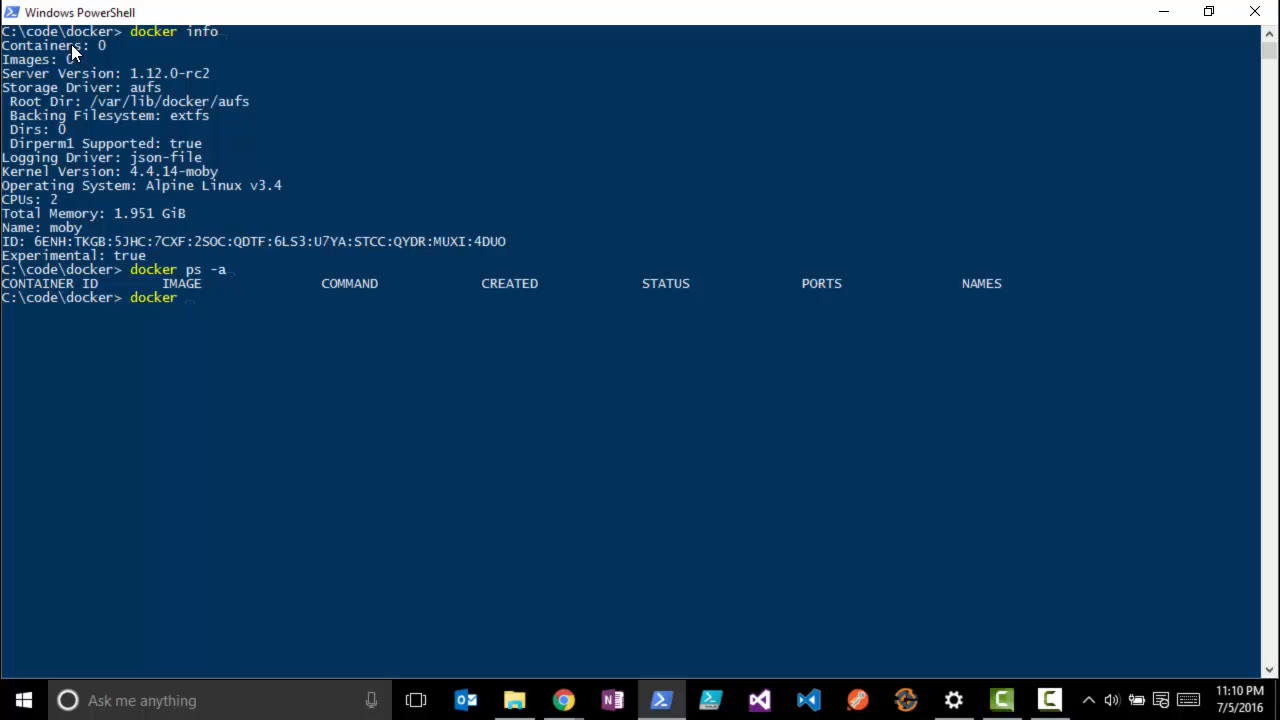 Windows PowerShell
C:\code\docker> docker info
Containers: 0
Images: 0
Server Version: 1.12.0-rc2
Storage Driver: aufs
 Root Dir: /var/lib/docker/aufs
 Backing Filesystem: extfs
 Dirs: 0
 Dirperm1 Supported: true
Logging Driver: json-file
Kernel Version: 4.4.14-moby
Operating System: Alpine Linux v3.4
CPUs: 2
Total Memory: 1.951 GiB
Name: moby
ID: 6ENH:TKGB:5JHC:7CXF:2SOC:QDTF:6LS3:U7YA:STCC:QYDR:MUXI:4DUO
Experimental: true
C:\code\docker> docker ps -a
CONTAINER ID IMAGE COMMAND CREATED STATUS PORTS NAMES
C:\code\docker> docker
Ask me anything
11:10 PM
7/5/2016